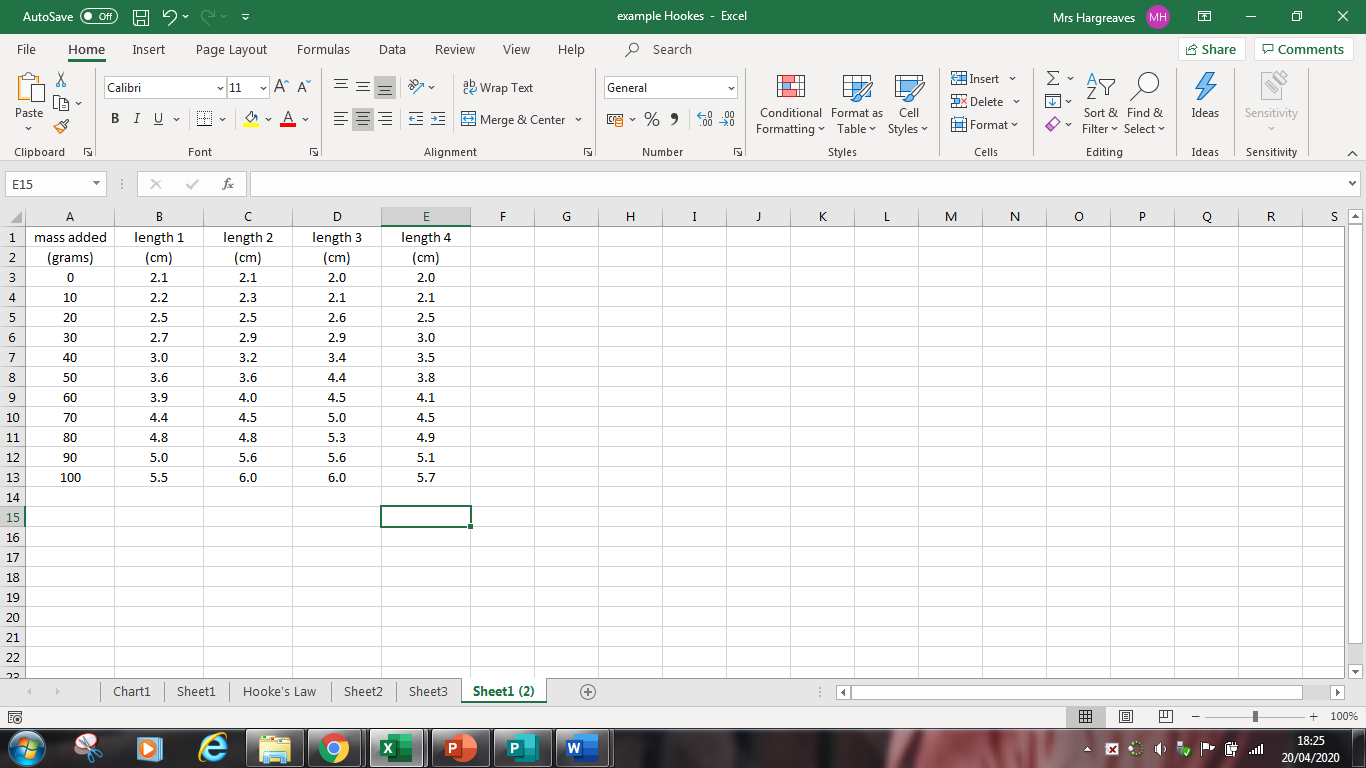 AutoSave Off example Hookes - Excel Mrs Hargreaves MH
File Home Insert Page Layout Formulas Data Review View Help Search Share Comments
Calibri 11 A A Wrap Text General Insert Σ
Paste B I U A Merge & Center % Conditional Formatting Format as Table Cell Styles Delete Format Sort & Filter Find & Select Ideas Sensitivity
Clipboard Font Alignment Number Styles Cells Editing Ideas Sensitivity
E15 fx
A B C D E F G H I J K L M N O P Q R S
1 mass added length 1 length 2 length 3 length 4
2 (grams) (cm) (cm) (cm) (cm)
3 0 2.1 2.1 2.0 2.0
4 10 2.2 2.3 2.1 2.1
5 20 2.5 2.5 2.6 2.5
6 30 2.7 2.9 2.9 3.0
7 40 3.0 3.2 3.4 3.5
8 50 3.6 3.6 4.4 3.8
9 60 3.9 4.0 4.5 4.1
10 70 4.4 4.5 5.0 4.5
11 80 4.8 4.8 5.3 4.9
12 90 5.0 5.6 5.6 5.1
13 100 5.5 6.0 6.0 5.7
14
15
16
17
18
19
20
21
22
23
Chart1 Sheet1 Hooke's Law Sheet2 Sheet3 Sheet1 (2)
100%
18:25
20/04/2020